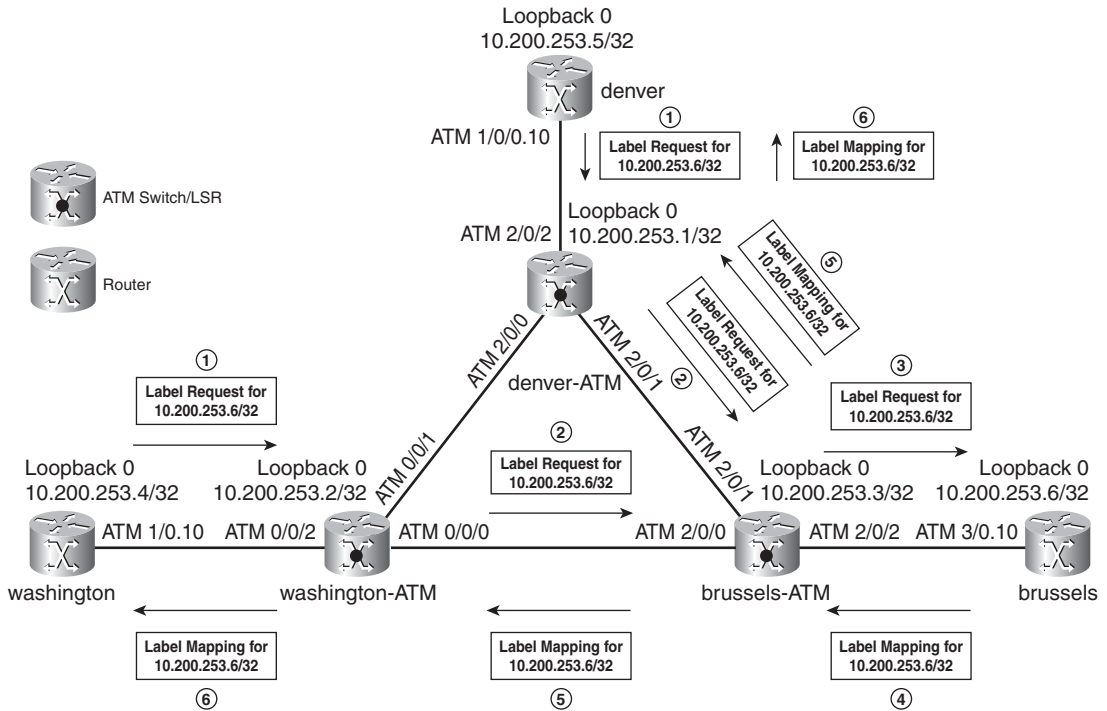 Loopback 0
10.200.253.5/32
denver
ATM 1/0/0.10
①
Label Request for
10.200.253.6/32
⑥
Label Mapping for
10.200.253.6/32
ATM Switch/LSR
Router
Loopback 0
10.200.253.1/32
ATM 2/0/2
⑤
Label Mapping for
10.200.253.6/32
Label Request for
10.200.253.6/32
②
ATM 2/0/0
ATM 2/0/1
denver-ATM
①
Label Request for
10.200.253.6/32
③
Label Request for
10.200.253.6/32
②
Label Request for
10.200.253.6/32
ATM 0/0/1
ATM 2/0/1
Loopback 0
10.200.253.4/32
Loopback 0
10.200.253.2/32
Loopback 0
10.200.253.3/32
Loopback 0
10.200.253.6/32
ATM 1/0.10
ATM 0/0/2
ATM 0/0/0
ATM 2/0/0
ATM 2/0/2
ATM 3/0.10
washington
washington-ATM
brussels-ATM
brussels
Label Mapping for
10.200.253.6/32
⑥
Label Mapping for
10.200.253.6/32
⑤
Label Mapping for
10.200.253.6/32
④